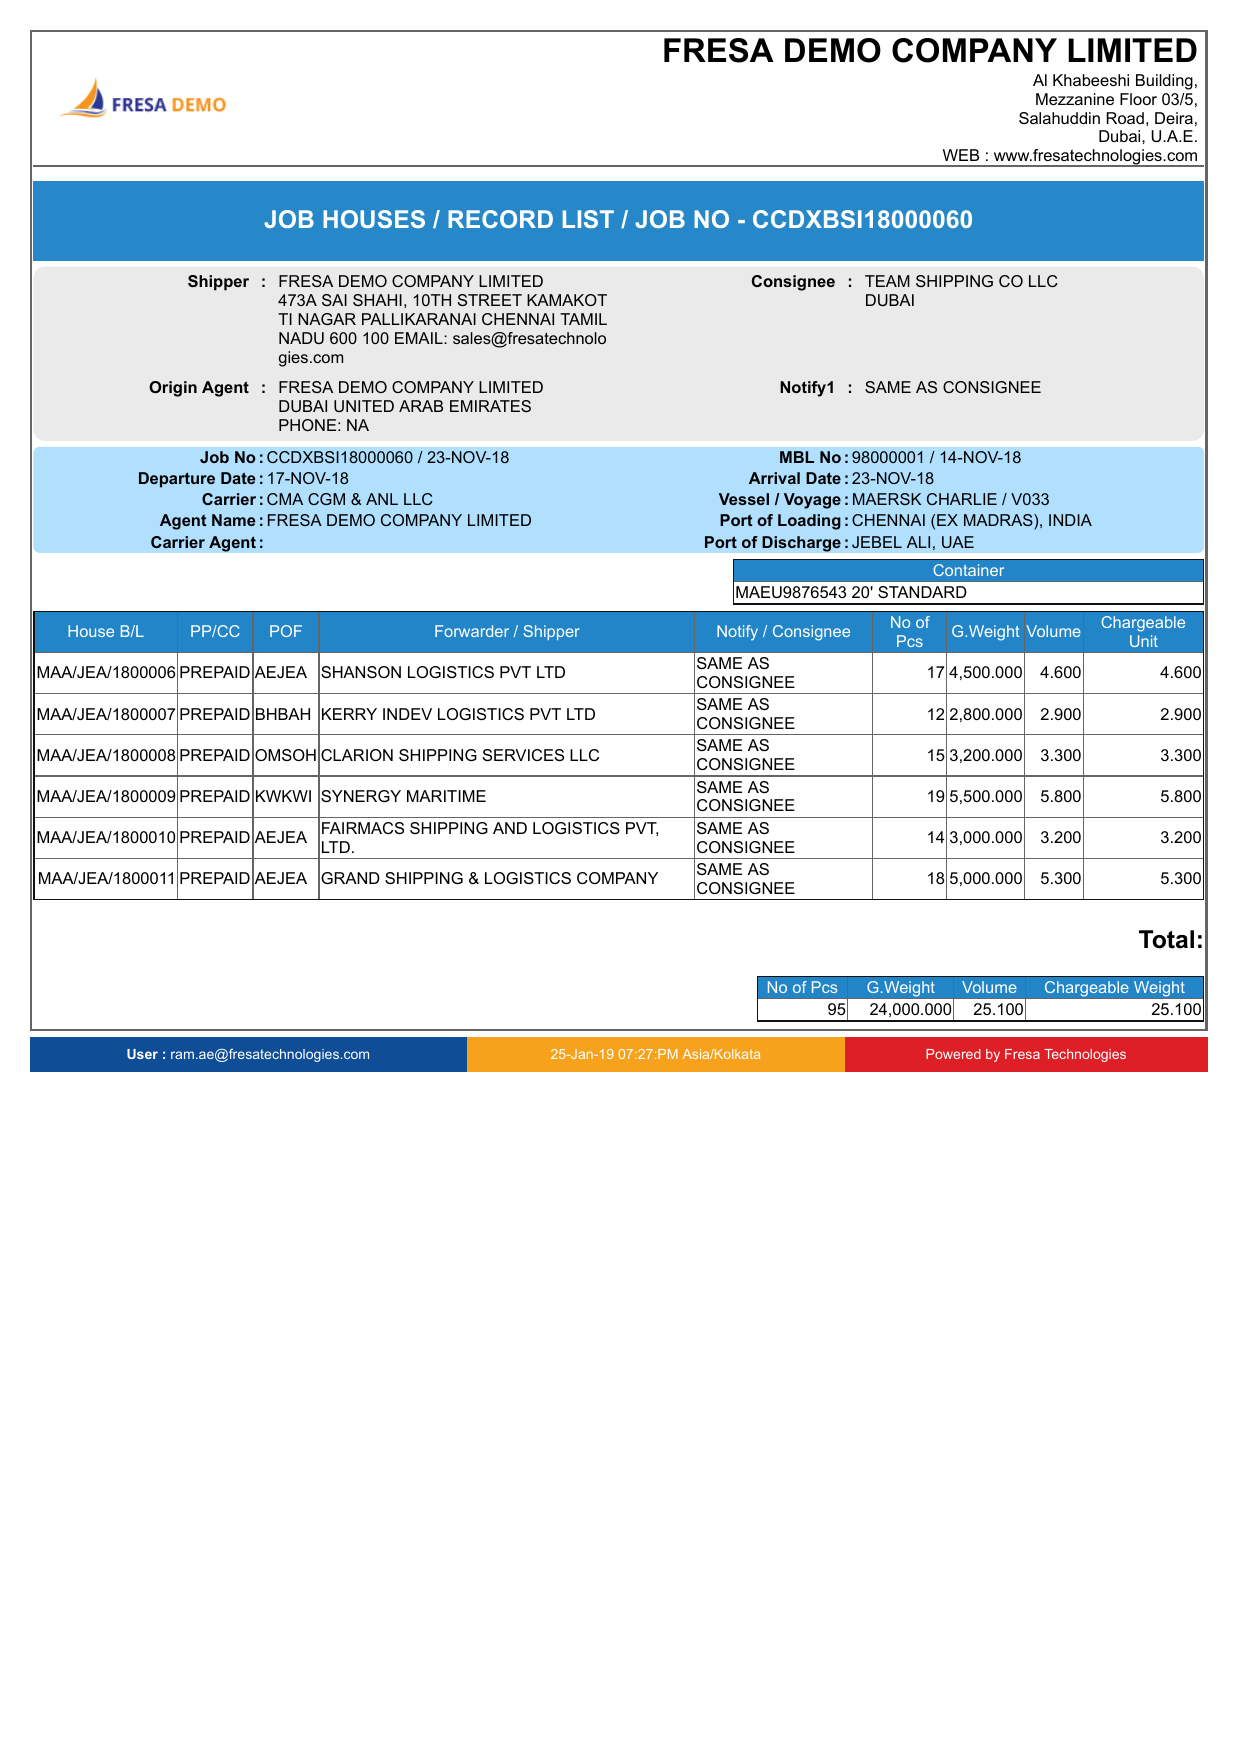 FRESA DEMO COMPANY LIMITED
Al Khabeeshi Building,
Mezzanine Floor 03/5,
Salahuddin Road, Deira,
Dubai, U.A.E.
WEB : www.fresatechnologies.com
FRESA DEMO
JOB HOUSES / RECORD LIST / JOB NO - CCDXBSI18000060
Shipper : FRESA DEMO COMPANY LIMITED
473A SAI SHAHI, 10TH STREET KAMAKOT
TI NAGAR PALLIKARANAI CHENNAI TAMIL
NADU 600 100 EMAIL: sales@fresatechnolo
gies.com
Consignee : TEAM SHIPPING CO LLC
DUBAI
Origin Agent : FRESA DEMO COMPANY LIMITED
DUBAI UNITED ARAB EMIRATES
PHONE: NA
Notify1 : SAME AS CONSIGNEE
Job No : CCDXBSI18000060 / 23-NOV-18 MBL No : 98000001 / 14-NOV-18
Departure Date : 17-NOV-18 Arrival Date : 23-NOV-18
Carrier : CMA CGM & ANL LLC Vessel / Voyage : MAERSK CHARLIE / V033
Agent Name : FRESA DEMO COMPANY LIMITED Port of Loading : CHENNAI (EX MADRAS), INDIA
Carrier Agent : Port of Discharge : JEBEL ALI, UAE
Container
MAEU9876543 20' STANDARD
House B/L PP/CC POF Forwarder / Shipper Notify / Consignee No of Pcs G.Weight Volume Chargeable Unit
MAA/JEA/1800006 PREPAID AEJEA SHANSON LOGISTICS PVT LTD SAME AS CONSIGNEE 17 4,500.000 4.600 4.600
MAA/JEA/1800007 PREPAID BHBAH KERRY INDEV LOGISTICS PVT LTD SAME AS CONSIGNEE 12 2,800.000 2.900 2.900
MAA/JEA/1800008 PREPAID OMSOH CLARION SHIPPING SERVICES LLC SAME AS CONSIGNEE 15 3,200.000 3.300 3.300
MAA/JEA/1800009 PREPAID KWKWI SYNERGY MARITIME SAME AS CONSIGNEE 19 5,500.000 5.800 5.800
MAA/JEA/1800010 PREPAID AEJEA FAIRMACS SHIPPING AND LOGISTICS PVT, LTD. SAME AS CONSIGNEE 14 3,000.000 3.200 3.200
MAA/JEA/1800011 PREPAID AEJEA GRAND SHIPPING & LOGISTICS COMPANY SAME AS CONSIGNEE 18 5,000.000 5.300 5.300
Total:
No of Pcs G.Weight Volume Chargeable Weight
95 24,000.000 25.100 25.100
User : ram.ae@fresatechnologies.com 25-Jan-19 07:27:PM Asia/Kolkata Powered by Fresa Technologies